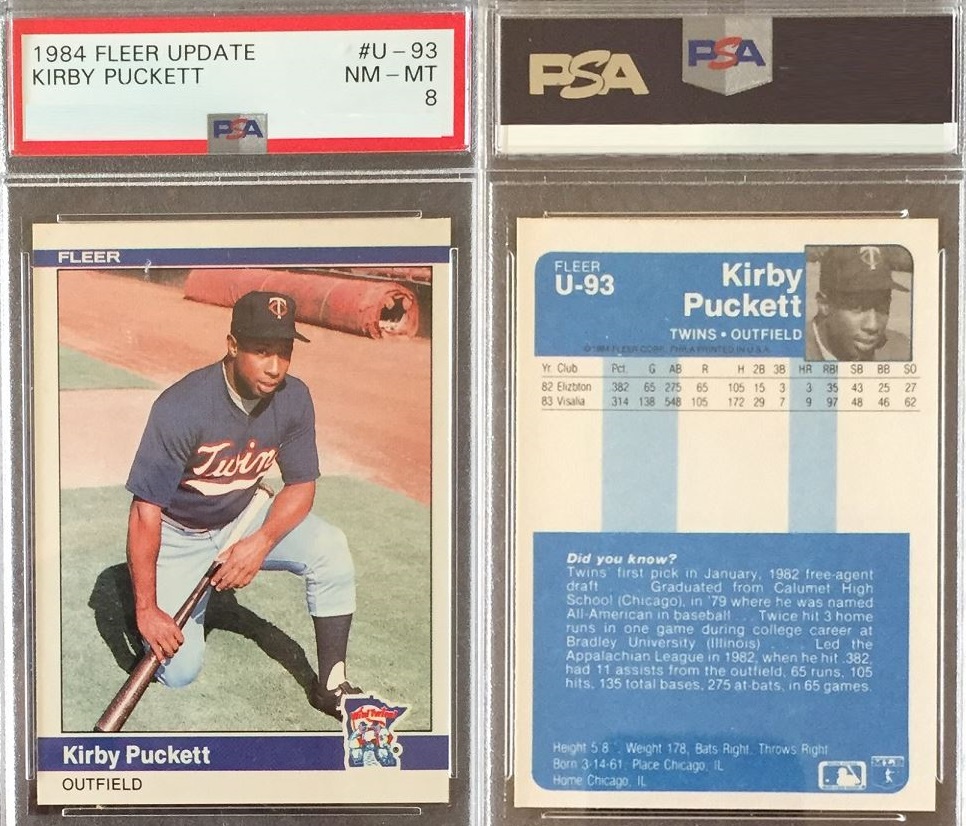 1984 FLEER UPDATE #U-93
KIRBY PUCKETT NM-MT
8
PSA
PSA
PSA
FLEER
Twins
Kirby Puckett
OUTFIELD
FLEER
U-93
Kirby
Puckett
TWINS • OUTFIELD
©1984 FLEER CORP. PHILA PRINTED IN U.S.A.
Yr. Club Pct. G AB R H 2B 3B HR RBI SB BB SO
82 Elizbton .382 65 275 65 105 15 3 3 35 43 25 27
83 Visalia .314 138 548 105 172 29 7 9 97 48 46 62
Did you know?
Twins' first pick in January, 1982 free-agent
draft . . . Graduated from Calumet High
School (Chicago), in '79 where he was named
All-American in baseball . . . Twice hit 3 home
runs in one game during college career at
Bradley University (Illinois) . . . Led the
Appalachian League in 1982, when he hit .382,
had 11 assists from the outfield, 65 runs, 105
hits, 135 total bases, 275 at-bats, in 65 games.
Height 5'8", Weight 178, Bats Right, Throws Right
Born 3-14-61, Place Chicago, IL
Home Chicago, IL